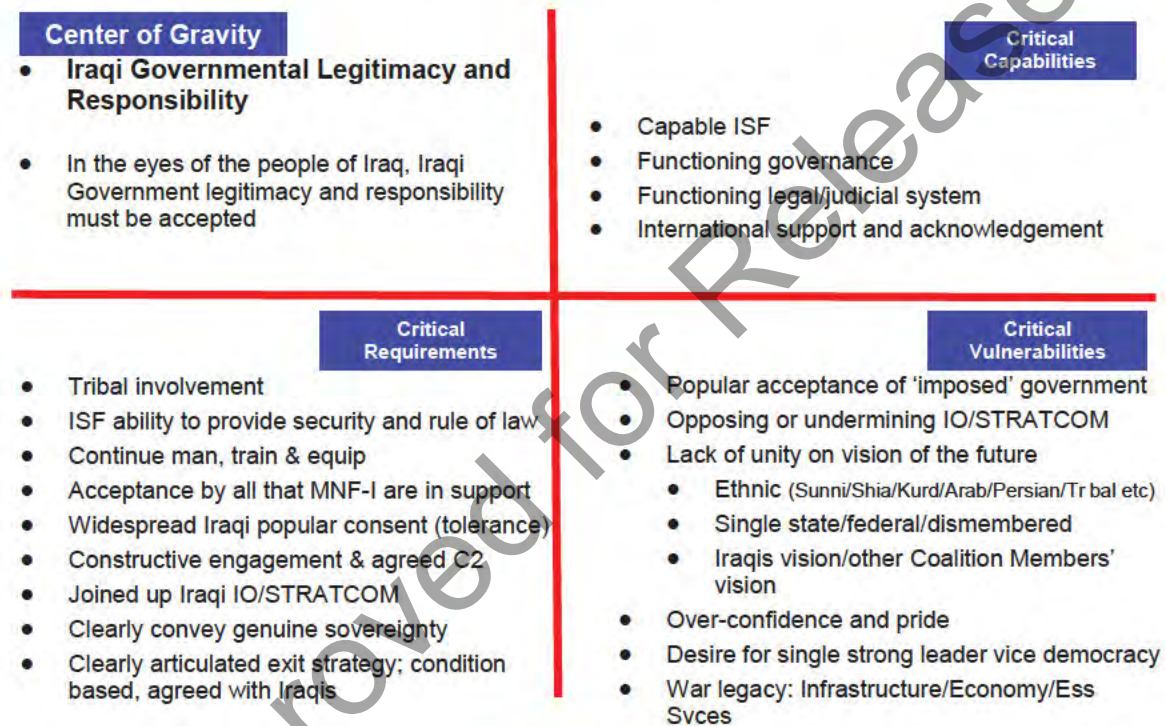 Center of Gravity
• Iraqi Governmental Legitimacy and
Responsibility
• In the eyes of the people of Iraq, Iraqi
Government legitimacy and responsibility
must be accepted
Critical
Capabilities
• Capable ISF
• Functioning governance
• Functioning legal/judicial system
• International support and acknowledgement
Critical
Requirements
• Tribal involvement
• ISF ability to provide security and rule of law
• Continue man, train & equip
• Acceptance by all that MNF-I are in support
• Widespread Iraqi popular consent (tolerance)
• Constructive engagement & agreed C2
• Joined up Iraqi IO/STRATCOM
• Clearly convey genuine sovereignty
• Clearly articulated exit strategy; condition
based, agreed with Iraqis
Critical
Vulnerabilities
• Popular acceptance of ‘imposed’ government
• Opposing or undermining IO/STRATCOM
• Lack of unity on vision of the future
• Ethnic (Sunni/Shia/Kurd/Arab/Persian/Tr bal etc)
• Single state/federal/dismembered
• Iraqis vision/other Coalition Members’
vision
• Over-confidence and pride
• Desire for single strong leader vice democracy
• War legacy: Infrastructure/Economy/Ess
Svces
roved for Release